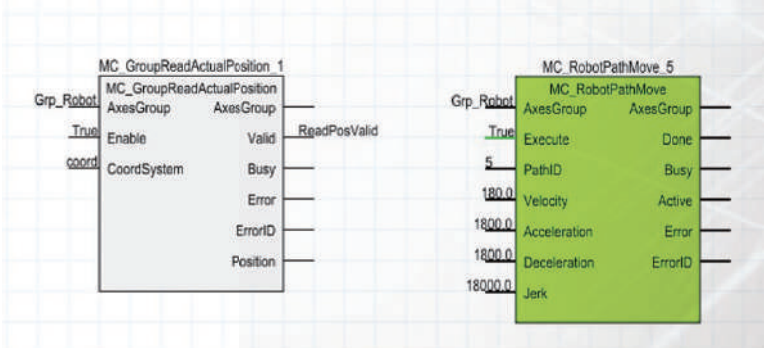 MC_GroupReadActualPosition_1
MC_GroupReadActualPosition
Grp_Robot AxesGroup AxesGroup
True Enable Valid ReadPosValid
coord CoordSystem Busy
Error
ErrorID
Position
MC_RobotPathMove_5
MC_RobotPathMove
Grp_Robot AxesGroup AxesGroup
True Execute Done
5 PathID Busy
180.0 Velocity Active
1800.0 Acceleration Error
1800.0 Deceleration ErrorID
18000.0 Jerk